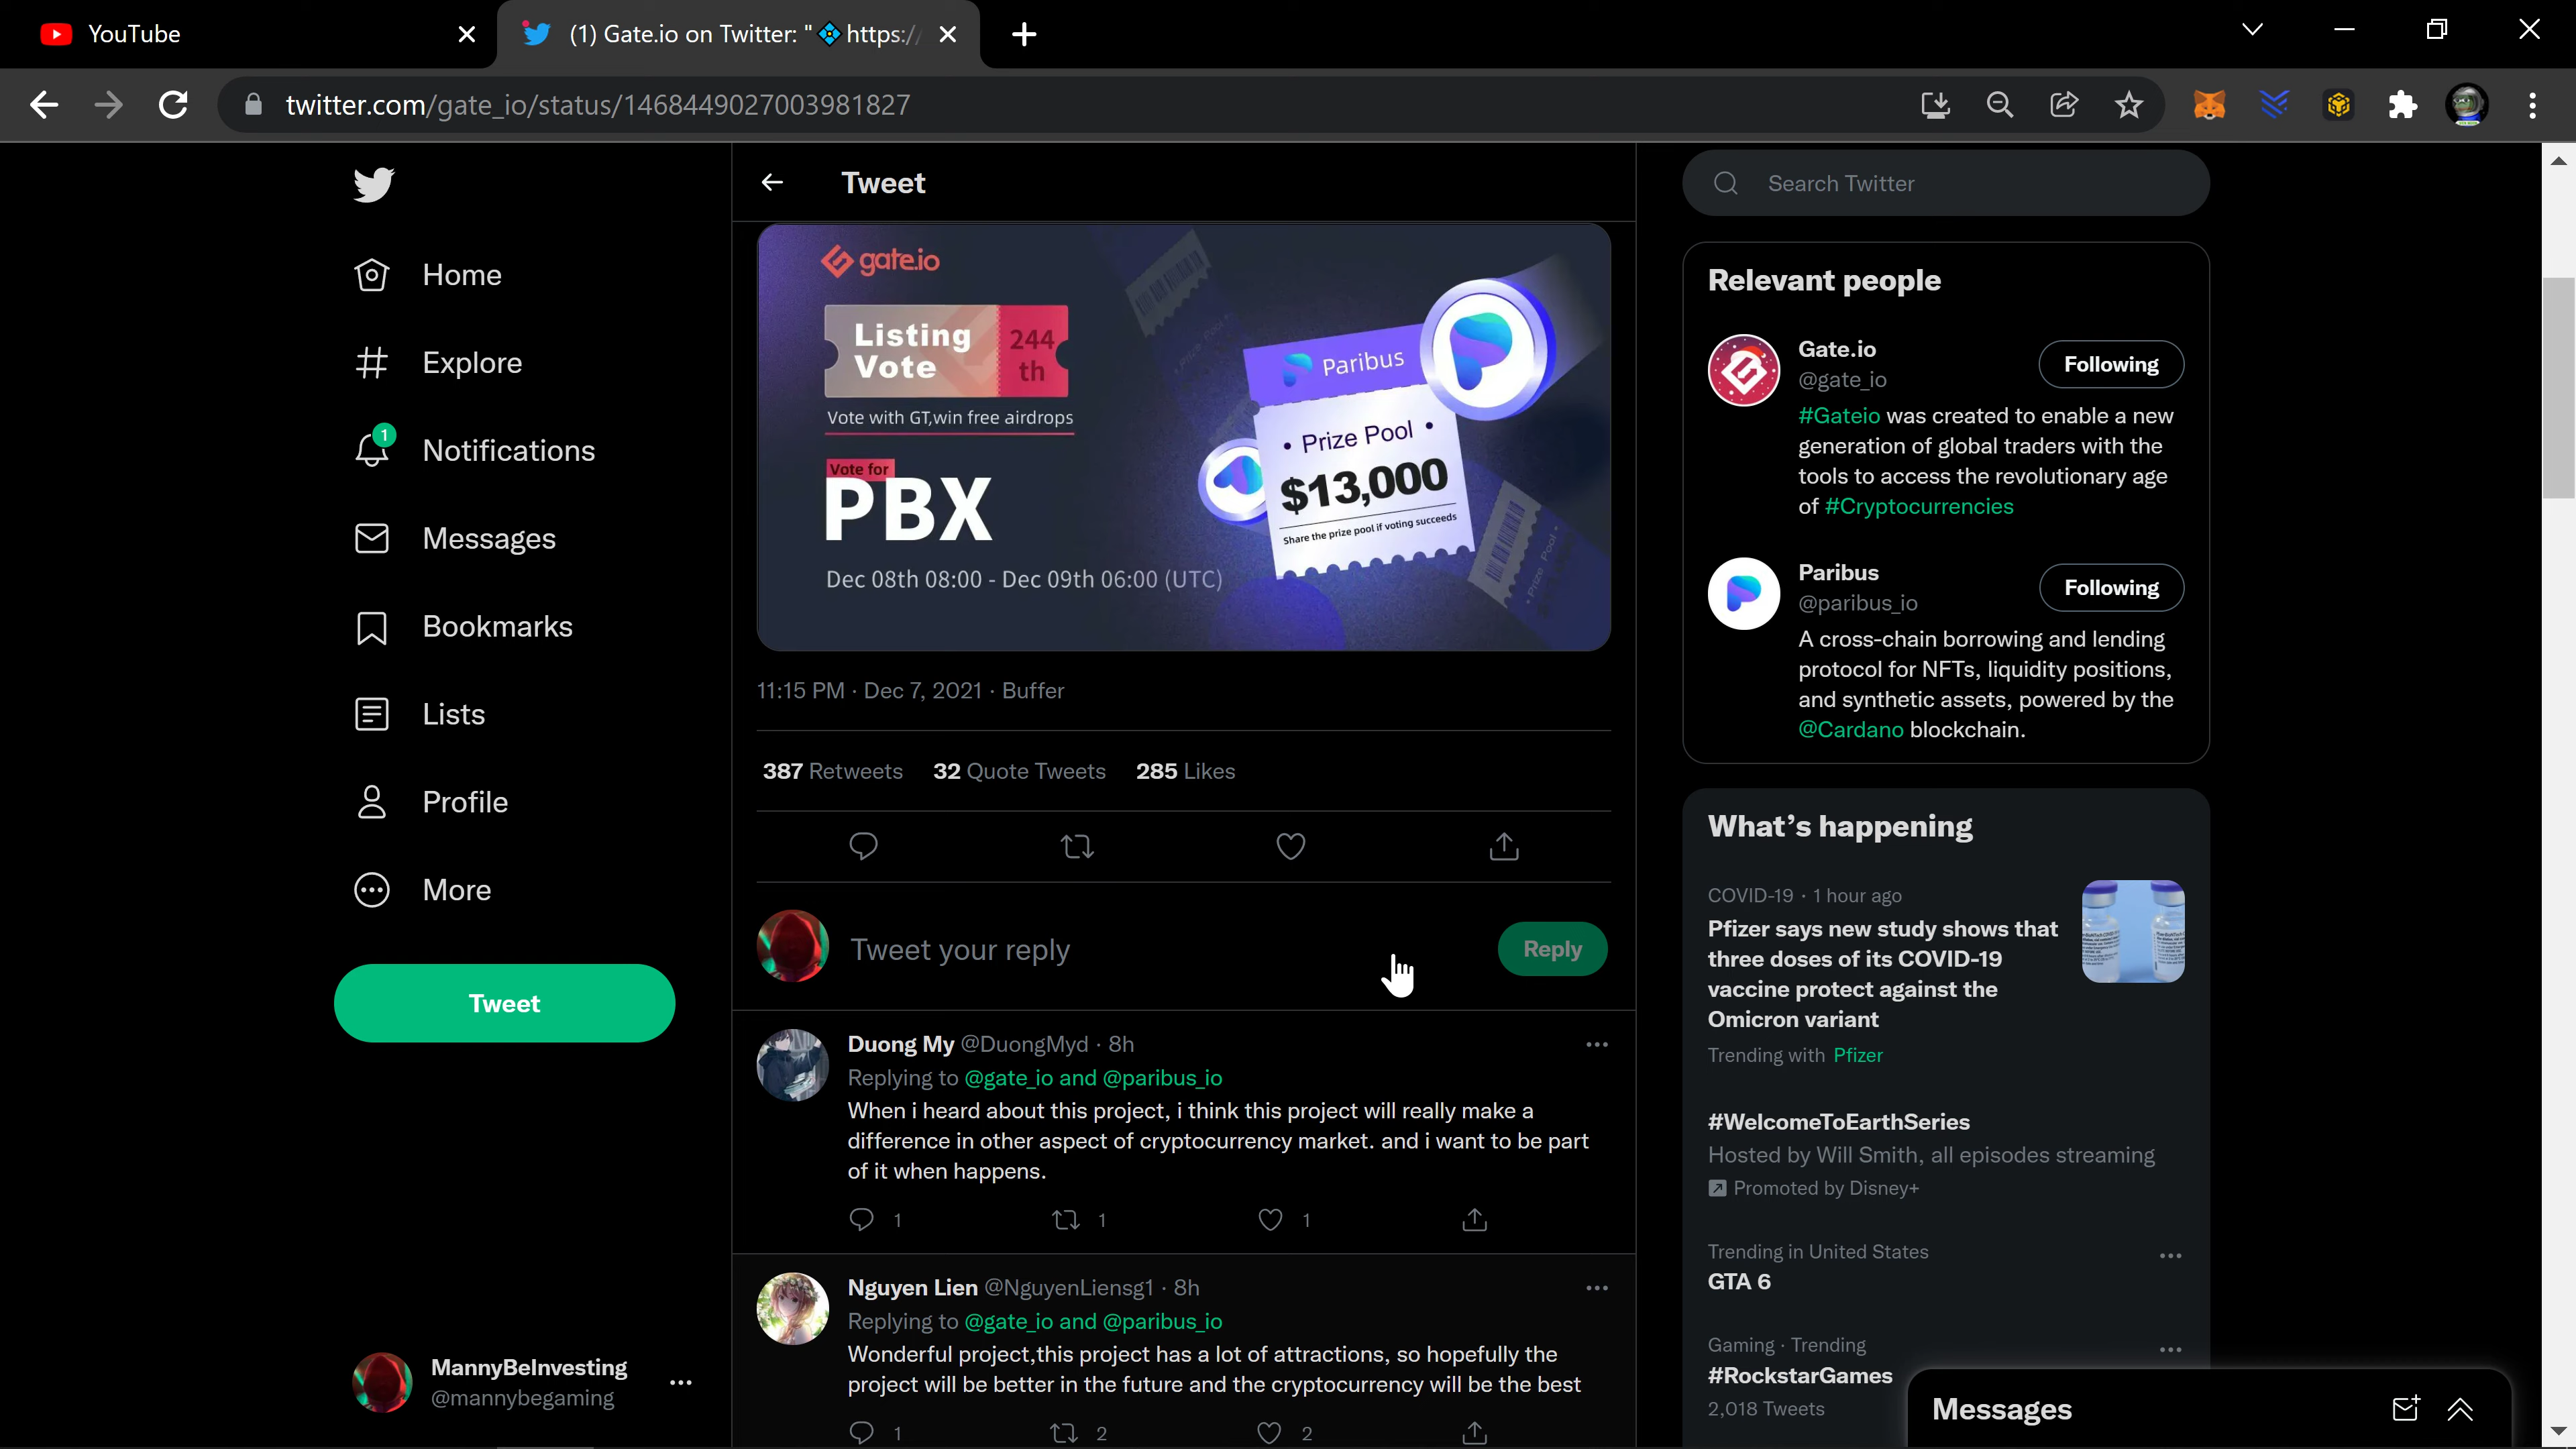 YouTube
(1) Gate.io on Twitter: "💠https://
twitter.com/gate_io/status/1468449027003981827
Home
Explore
1
Notifications
Messages
Bookmarks
Lists
Profile
More
Tweet
MannyBeInvesting
@mannybegaming
Tweet
gate.io
Listing
Vote
244
th
Vote with GT,win free airdrops
Vote for
PBX
Dec 08th 08:00 - Dec 09th 06:00 (UTC)
Paribus
• Prize Pool •
$13,000
Share the prize pool if voting succeeds
11:15 PM · Dec 7, 2021 · Buffer
387 Retweets 32 Quote Tweets 285 Likes
Tweet your reply
Reply
Duong My @DuongMyd · 8h
Replying to @gate_io and @paribus_io
When i heard about this project, i think this project will really make a
difference in other aspect of cryptocurrency market. and i want to be part
of it when happens.
1 1 1
Nguyen Lien @NguyenLiensg1 · 8h
Replying to @gate_io and @paribus_io
Wonderful project,this project has a lot of attractions, so hopefully the
project will be better in the future and the cryptocurrency will be the best
1 2 2
Search Twitter
Relevant people
Gate.io
@gate_io
Following
#Gateio was created to enable a new
generation of global traders with the
tools to access the revolutionary age
of #Cryptocurrencies
Paribus
@paribus_io
Following
A cross-chain borrowing and lending
protocol for NFTs, liquidity positions,
and synthetic assets, powered by the
@Cardano blockchain.
What's happening
COVID-19 · 1 hour ago
Pfizer says new study shows that
three doses of its COVID-19
vaccine protect against the
Omicron variant
Trending with Pfizer
#WelcomeToEarthSeries
Hosted by Will Smith, all episodes streaming
Promoted by Disney+
Trending in United States
GTA 6
Gaming · Trending
#RockstarGames
2,018 Tweets
Messages